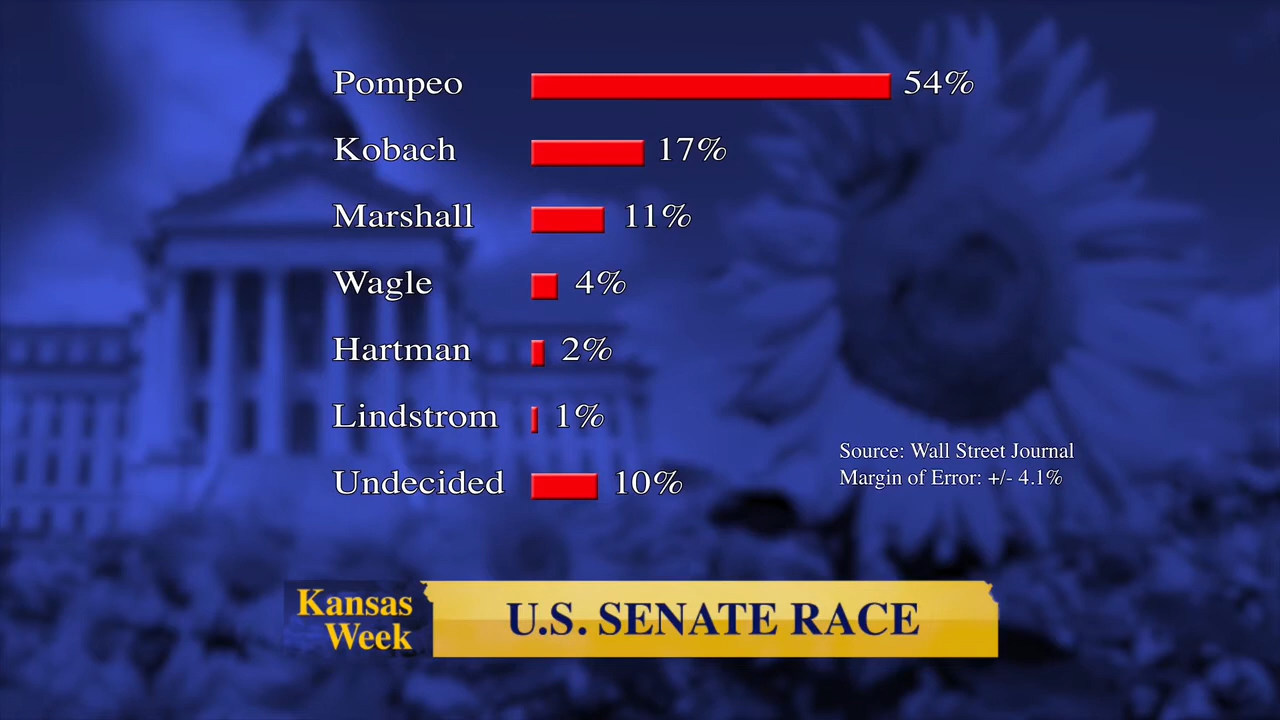 Pompeo 54%
Kobach 17%
Marshall 11%
Wagle 4%
Hartman 2%
Lindstrom 1%
Undecided 10%
Source: Wall Street Journal
Margin of Error: +/- 4.1%
Kansas
Week
U.S. SENATE RACE